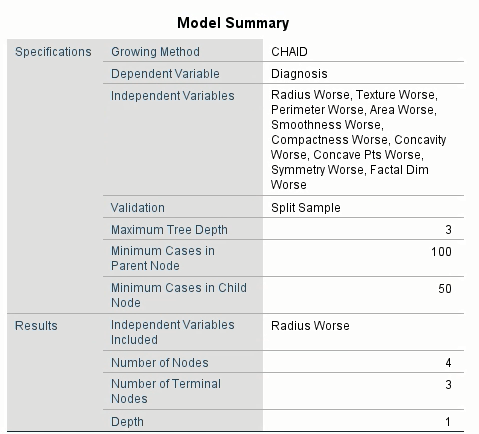 Model Summary
Specifications Growing Method CHAID
Dependent Variable Diagnosis
Independent Variables Radius Worse, Texture Worse,
Perimeter Worse, Area Worse,
Smoothness Worse,
Compactness Worse, Concavity
Worse, Concave Pts Worse,
Symmetry Worse, Factal Dim
Worse
Validation Split Sample
Maximum Tree Depth 3
Minimum Cases in
Parent Node 100
Minimum Cases in Child
Node 50
Results Independent Variables
Included Radius Worse
Number of Nodes 4
Number of Terminal
Nodes 3
Depth 1